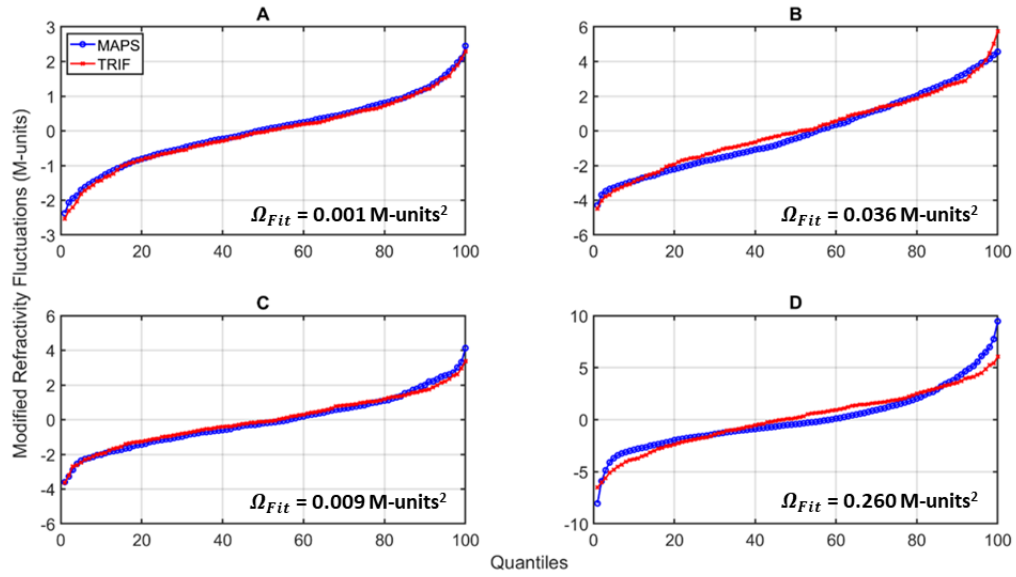 A
B
Modified Refractivity Fluctuations (M-units)
3
2
1
0
-1
-2
-3
MAPS
TRIF
Ω_Fit = 0.001 M-units²
0 20 40 60 80 100
6
4
2
0
-2
-4
-6
Ω_Fit = 0.036 M-units²
0 20 40 60 80 100
C
D
6
4
2
0
-2
-4
-6
Ω_Fit = 0.009 M-units²
0 20 40 60 80 100
10
5
0
-5
-10
Ω_Fit = 0.260 M-units²
0 20 40 60 80 100
Quantiles